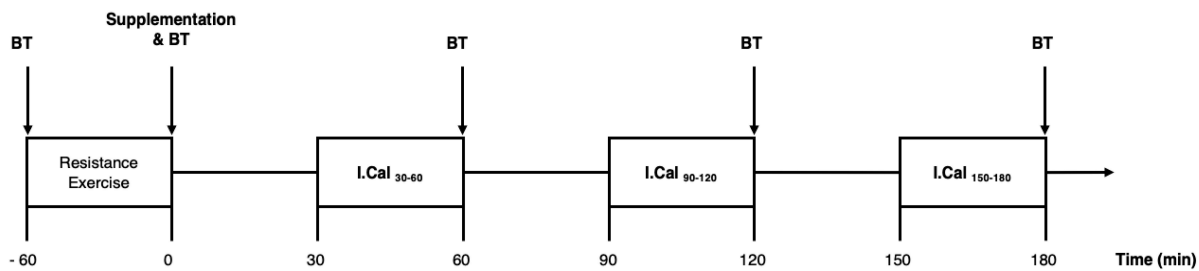 Supplementation
& BT
BT
BT
BT
BT
Resistance
Exercise
I.Cal 30-60
I.Cal 90-120
I.Cal 150-180
- 60
0
30
60
90
120
150
180
Time (min)